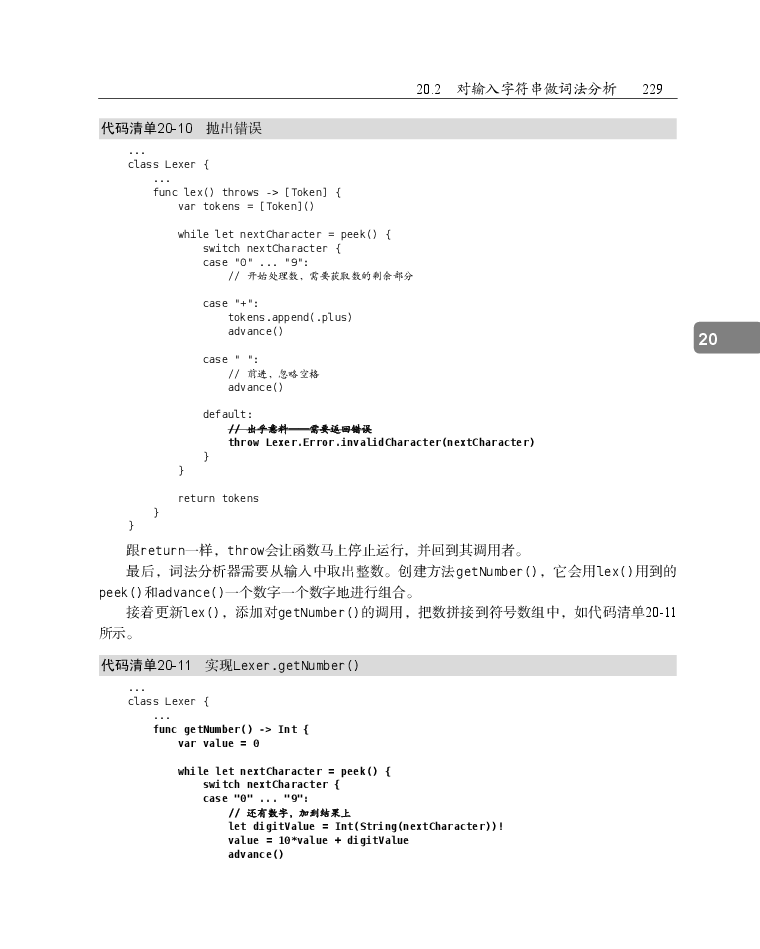 20.2 对输入字符串做词法分析 229
代码清单20-10 抛出错误
...
class Lexer {
    ...
    func lex() throws -> [Token] {
        var tokens = [Token]()

        while let nextCharacter = peek() {
            switch nextCharacter {
            case "0" ... "9":
                // 开始处理数，需要获取数的剩余部分

            case "+":
                tokens.append(.plus)
                advance()

            case " ":
                // 前进，忽略空格
                advance()

            default:
                // 出乎意料——需要返回错误
                throw Lexer.Error.invalidCharacter(nextCharacter)
            }
        }

        return tokens
    }
}
跟return一样，throw会让函数马上停止运行，并回到其调用者。
最后，词法分析器需要从输入中取出整数。创建方法getNumber()，它会用lex()用到的
peek()和advance()一个数字一个数字地进行组合。
接着更新lex()，添加对getNumber()的调用，把数拼接到符号数组中，如代码清单20-11
所示。
20
代码清单20-11 实现Lexer.getNumber()
...
class Lexer {
    ...
    func getNumber() -> Int {
        var value = 0

        while let nextCharacter = peek() {
            switch nextCharacter {
            case "0" ... "9":
                // 还有数字，加到结果上
                let digitValue = Int(String(nextCharacter))!
                value = 10*value + digitValue
                advance()